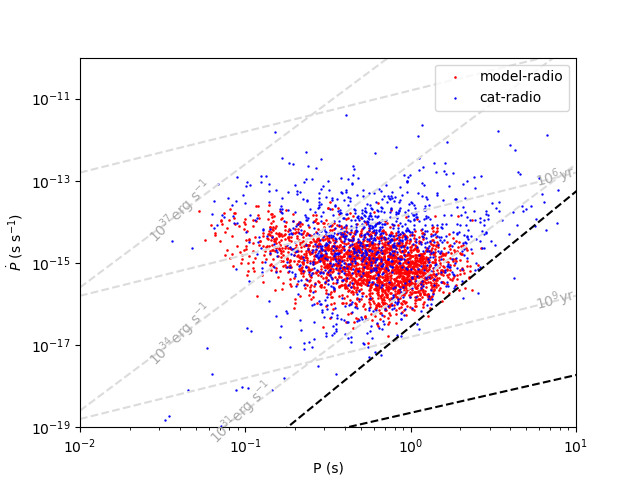 model-radio
cat-radio
10^{-11}
10^{-13}
10^{-15}
10^{-17}
10^{-19}
\dot{P} (s s^{-1})
10^{37} erg s^{-1}
10^{34} erg s^{-1}
10^{31} erg s^{-1}
10^6 yr
10^9 yr
10^{-2}
10^{-1}
10^0
10^1
P (s)